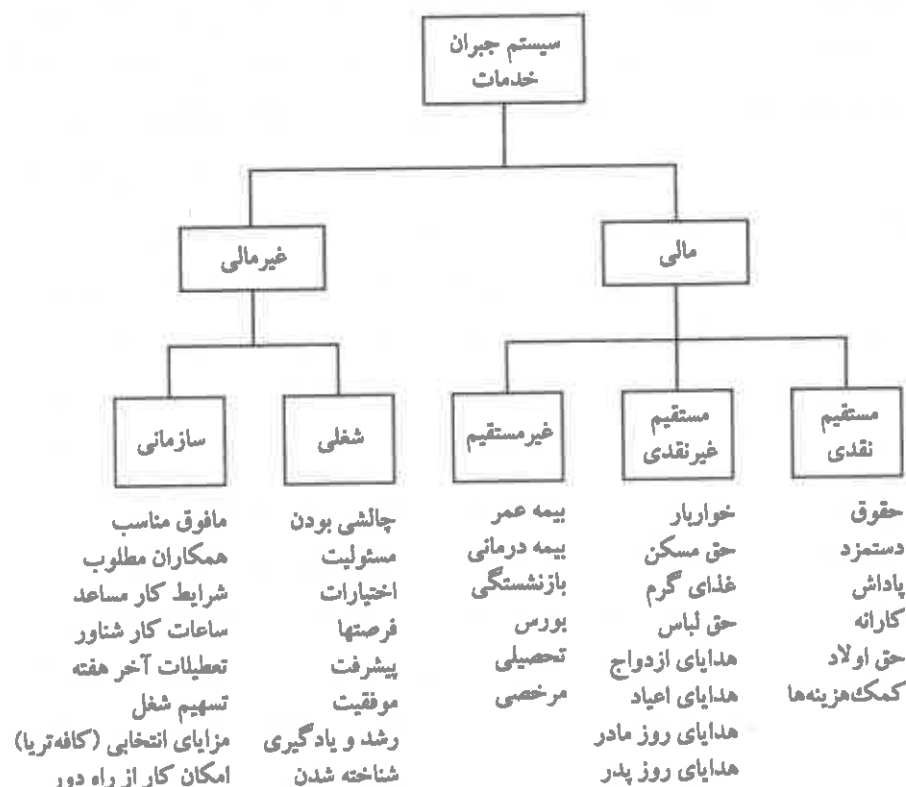 سیستم جبران
خدمات
مالی
غیرمالی
مستقیم
نقدی
مستقیم
غیرنقدی
غیرمستقیم
شغلی
سازمانی
حقوق
دستمزد
پاداش
کارانه
حق اولاد
کمک‌هزینه‌ها
خواربار
حق مسکن
غذای گرم
حق لباس
هدایای ازدواج
هدایای اعیاد
هدایای روز مادر
هدایای روز پدر
بیمه عمر
بیمه درمانی
بازنشستگی
بورس
تحصیلی
مرخصی
چالشی بودن
مسئولیت
اختیارات
فرصتها
پیشرفت
موفقیت
رشد و یادگیری
شناخته شدن
مافوق مناسب
همکاران مطلوب
شرایط کار مساعد
ساعات کار شناور
تعطیلات آخر هفته
تسهیم شغل
مزایای انتخابی (کافه‌تریا)
امکان کار از راه دور